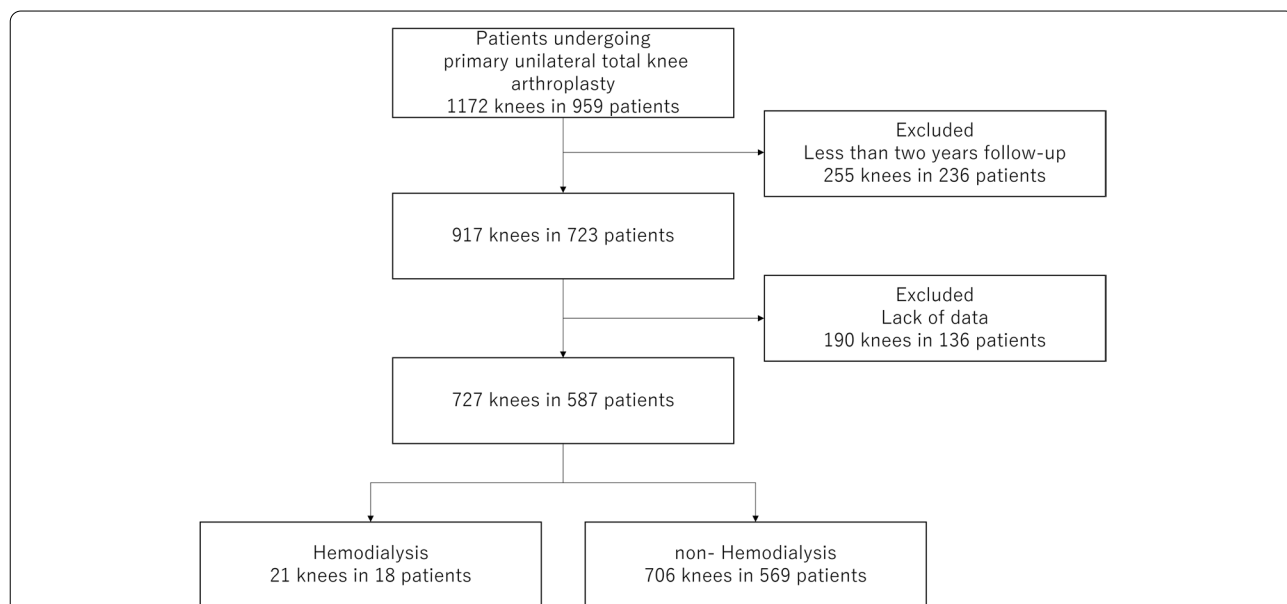 Patients undergoing
primary unilateral total knee
arthroplasty
1172 knees in 959 patients
Excluded
Less than two years follow-up
255 knees in 236 patients
917 knees in 723 patients
Excluded
Lack of data
190 knees in 136 patients
727 knees in 587 patients
Hemodialysis
21 knees in 18 patients
non- Hemodialysis
706 knees in 569 patients